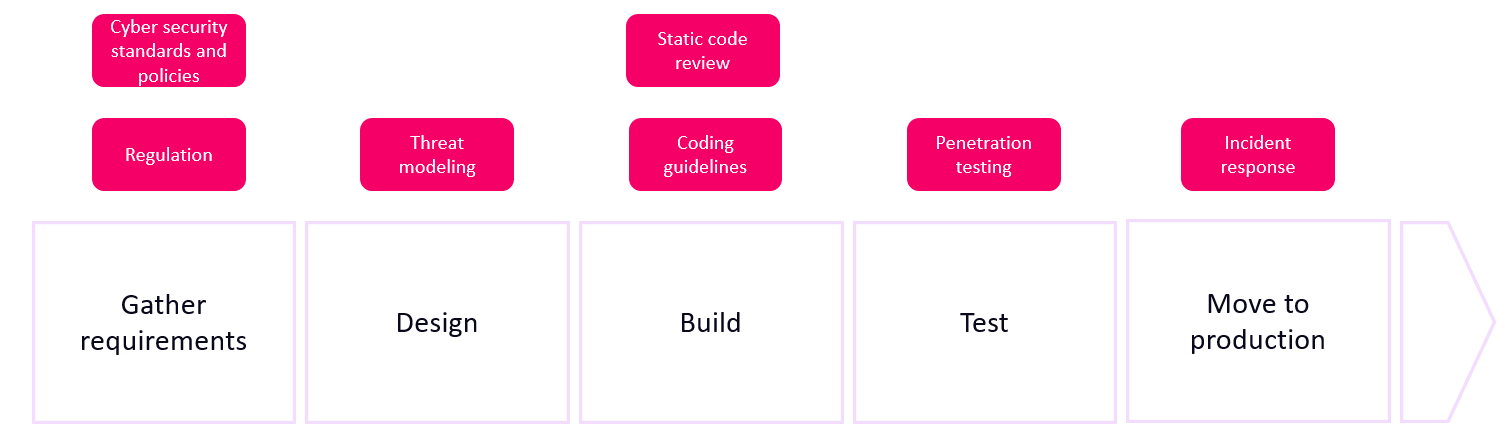 Cyber security
standards and
policies
Static code
review
Regulation
Threat
modeling
Coding
guidelines
Penetration
testing
Incident
response
Gather
requirements
Design
Build
Test
Move to
production